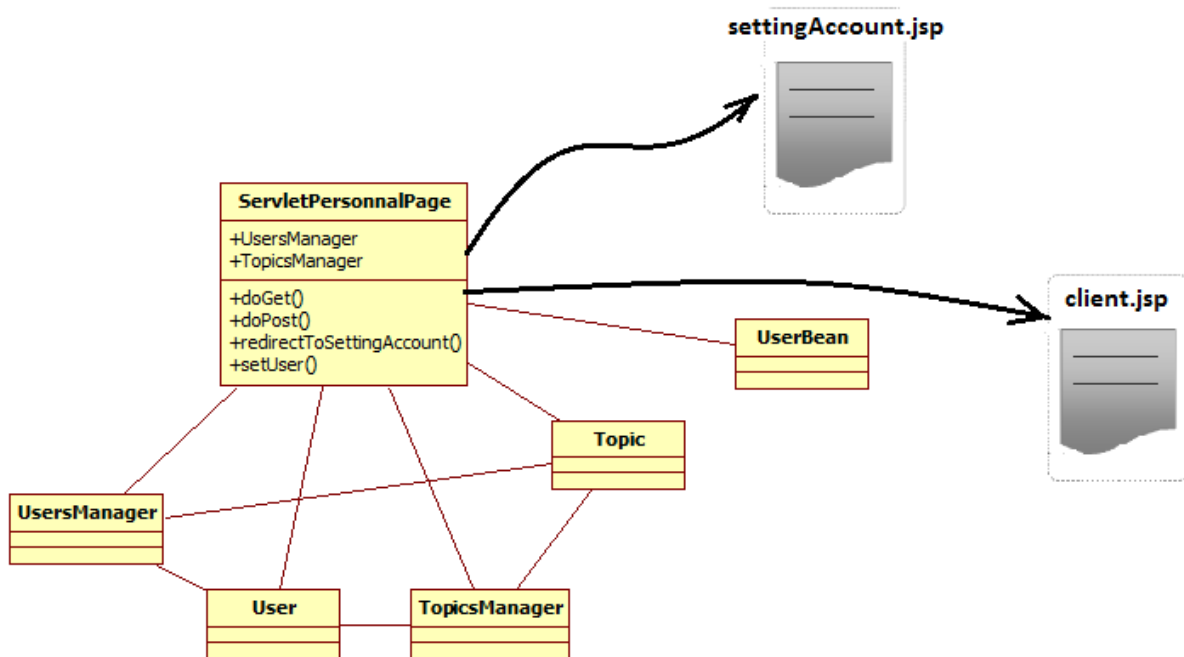 settingAccount.jsp
ServletPersonnalPage
+UsersManager
+TopicsManager
+doGet()
+doPost()
+redirectToSettingAccount()
+setUser()
client.jsp
UserBean
Topic
UsersManager
User
TopicsManager